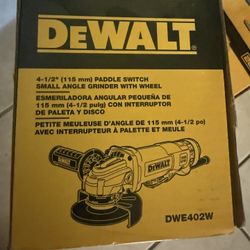 DEWALT
4-1/2" (115 mm) PADDLE SWITCH
SMALL ANGLE GRINDER WITH WHEEL
ESMERILADORA ANGULAR PEQUEÑA DE
115 mm (4-1/2 pulg) CON INTERRUPTOR
DE PALETA Y DISCO
PETITE MEULEUSE D'ANGLE DE 115 mm (4-1/2 po)
AVEC INTERRUPTEUR À PALETTE ET MEULE
DEWALT
DWE402W